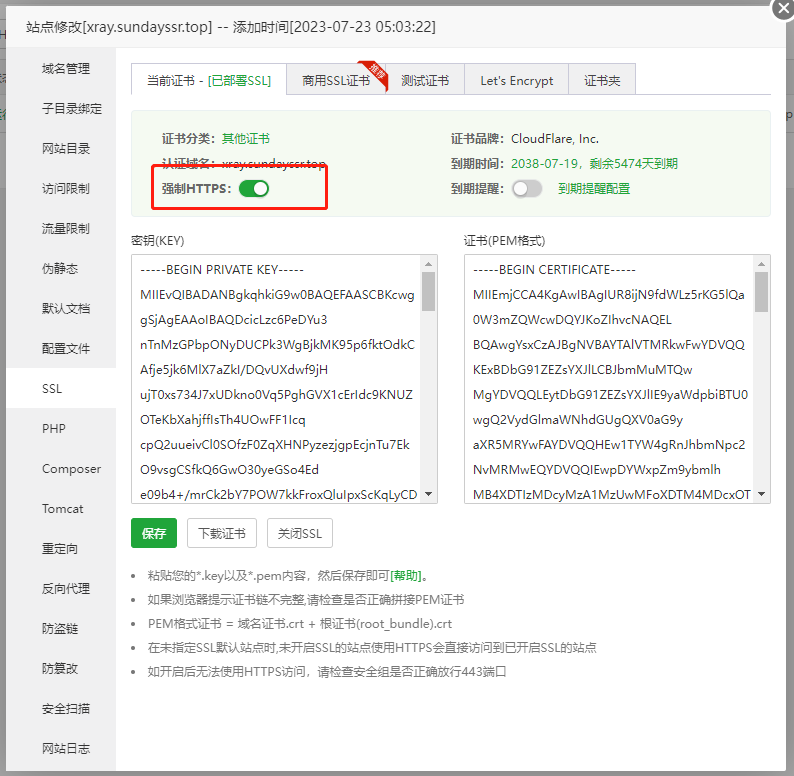 站点修改[xray.sundayssr.top] -- 添加时间[2023-07-23 05:03:22]
域名管理
子目录绑定
网站目录
访问限制
流量限制
伪静态
默认文档
配置文件
SSL
PHP
Composer
Tomcat
重定向
反向代理
防盗链
防篡改
安全扫描
网站日志
当前证书 - [已部署SSL]
商用SSL证书
推荐
测试证书
Let's Encrypt
证书夹
证书分类： 其他证书
证书品牌： CloudFlare, Inc.
认证域名： xray.sundayssr.top
到期时间： 2038-07-19，剩余5474天到期
强制HTTPS：
到期提醒： 到期提醒配置
密钥(KEY)
-----BEGIN PRIVATE KEY-----
MIIEvQIBADANBgkqhkiG9w0BAQEFAASCBKcwg
gSjAgEAAoIBAQDcicLzc6PeDYu3
nTnMzGPbpONyDUCPk3WgBjkMK95p6fktOdkC
Afje5jk6MlX7aZkI/DQvUXdwf9jH
ujT0xs734J7xUDkno0Vq5PghGVX1cErIdc9KNUZ
OTeKbXahjffIsTh4UOwFF1Icq
cpQ2uueivCl0SOfzF0ZqXHNPyzezjgpEcjnTu7Ek
O9vsgCSfkQ6GwO30yeGSo4Ed
e09b4+/mrCk2bY7POW7kkFroxQluIpxScKqLyCD
证书(PEM格式)
-----BEGIN CERTIFICATE-----
MIIEmjCCA4KgAwIBAgIUR8ijN9fdWLz5rKG5lQa
0W3mZQWcwDQYJKoZIhvcNAQEL
BQAwgYsxCzAJBgNVBAYTAlVTMRkwFwYDVQQ
KExBDbG91ZEZsYXJlLCBJbmMuMTQw
MgYDVQQLEytDbG91ZEZsYXJlIE9yaWdpbiBTU0
wgQ2VydGlmaWNhdGUgQXV0aG9y
aXR5MRYwFAYDVQQHEw1TYW4gRnJhbmNpc2
NvMRMwEQYDVQQIEwpDYWxpZm9ybmlh
MB4XDTIzMDcyMzA1MzUwMFoXDTM4MDcxOT
保存
下载证书
关闭SSL
粘贴您的*.key以及*.pem内容，然后保存即可[帮助]。
如果浏览器提示证书链不完整,请检查是否正确拼接PEM证书
PEM格式证书 = 域名证书.crt + 根证书(root_bundle).crt
在未指定SSL默认站点时,未开启SSL的站点使用HTTPS会直接访问到已开启SSL的站点
如开启后无法使用HTTPS访问，请检查安全组是否正确放行443端口